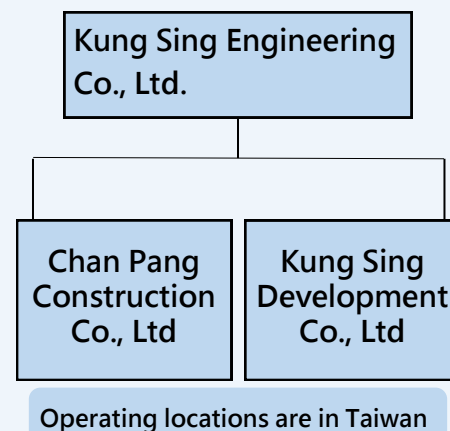 Kung Sing Engineering
Co., Ltd.
Chan Pang
Construction
Co., Ltd
Kung Sing
Development
Co., Ltd
Operating locations are in Taiwan